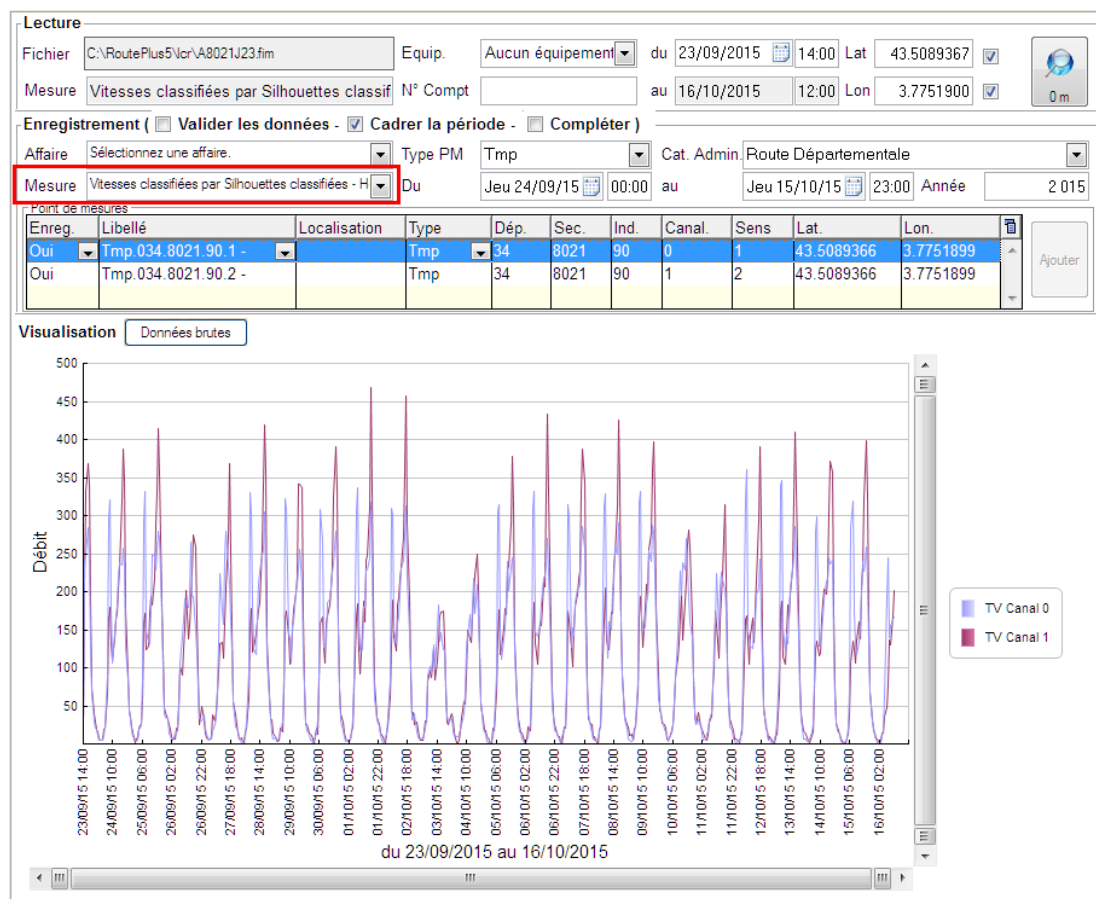 Lecture
Fichier C:\RoutePlus5\lcr\A8021J23.fim Equip. Aucun équipement du 23/09/2015 14:00 Lat 43.5089367
Mesure Vitesses classifiées par Silhouettes classif N° Compt au 16/10/2015 12:00 Lon 3.7751900 0 m
Enregistrement ( Valider les données - Cadrer la période - Compléter )
Affaire Sélectionnez une affaire. Type PM Tmp Cat. Admin. Route Départementale
Mesure Vitesses classifiées par Silhouettes classifiées - H Du Jeu 24/09/15 00:00 au Jeu 15/10/15 23:00 Année 2 015
Point de mesures
Enreg. Libellé Localisation Type Dép. Sec. Ind. Canal. Sens Lat. Lon.
Oui Tmp.034.8021.90.1 - Tmp 34 8021 90 0 1 43.5089366 3.7751899
Oui Tmp.034.8021.90.2 - Tmp 34 8021 90 1 2 43.5089366 3.7751899
Ajouter
Visualisation Données brutes
500
450
400
350
300
250
200
150
100
50
Débit
TV Canal 0
TV Canal 1
23/09/15 14:00
24/09/15 10:00
25/09/15 06:00
26/09/15 02:00
26/09/15 22:00
27/09/15 18:00
28/09/15 14:00
29/09/15 10:00
30/09/15 06:00
01/10/15 02:00
01/10/15 22:00
02/10/15 18:00
03/10/15 14:00
04/10/15 10:00
05/10/15 06:00
06/10/15 02:00
06/10/15 22:00
07/10/15 18:00
08/10/15 14:00
09/10/15 10:00
10/10/15 06:00
11/10/15 02:00
11/10/15 22:00
12/10/15 18:00
13/10/15 14:00
14/10/15 10:00
15/10/15 06:00
16/10/15 02:00
du 23/09/2015 au 16/10/2015